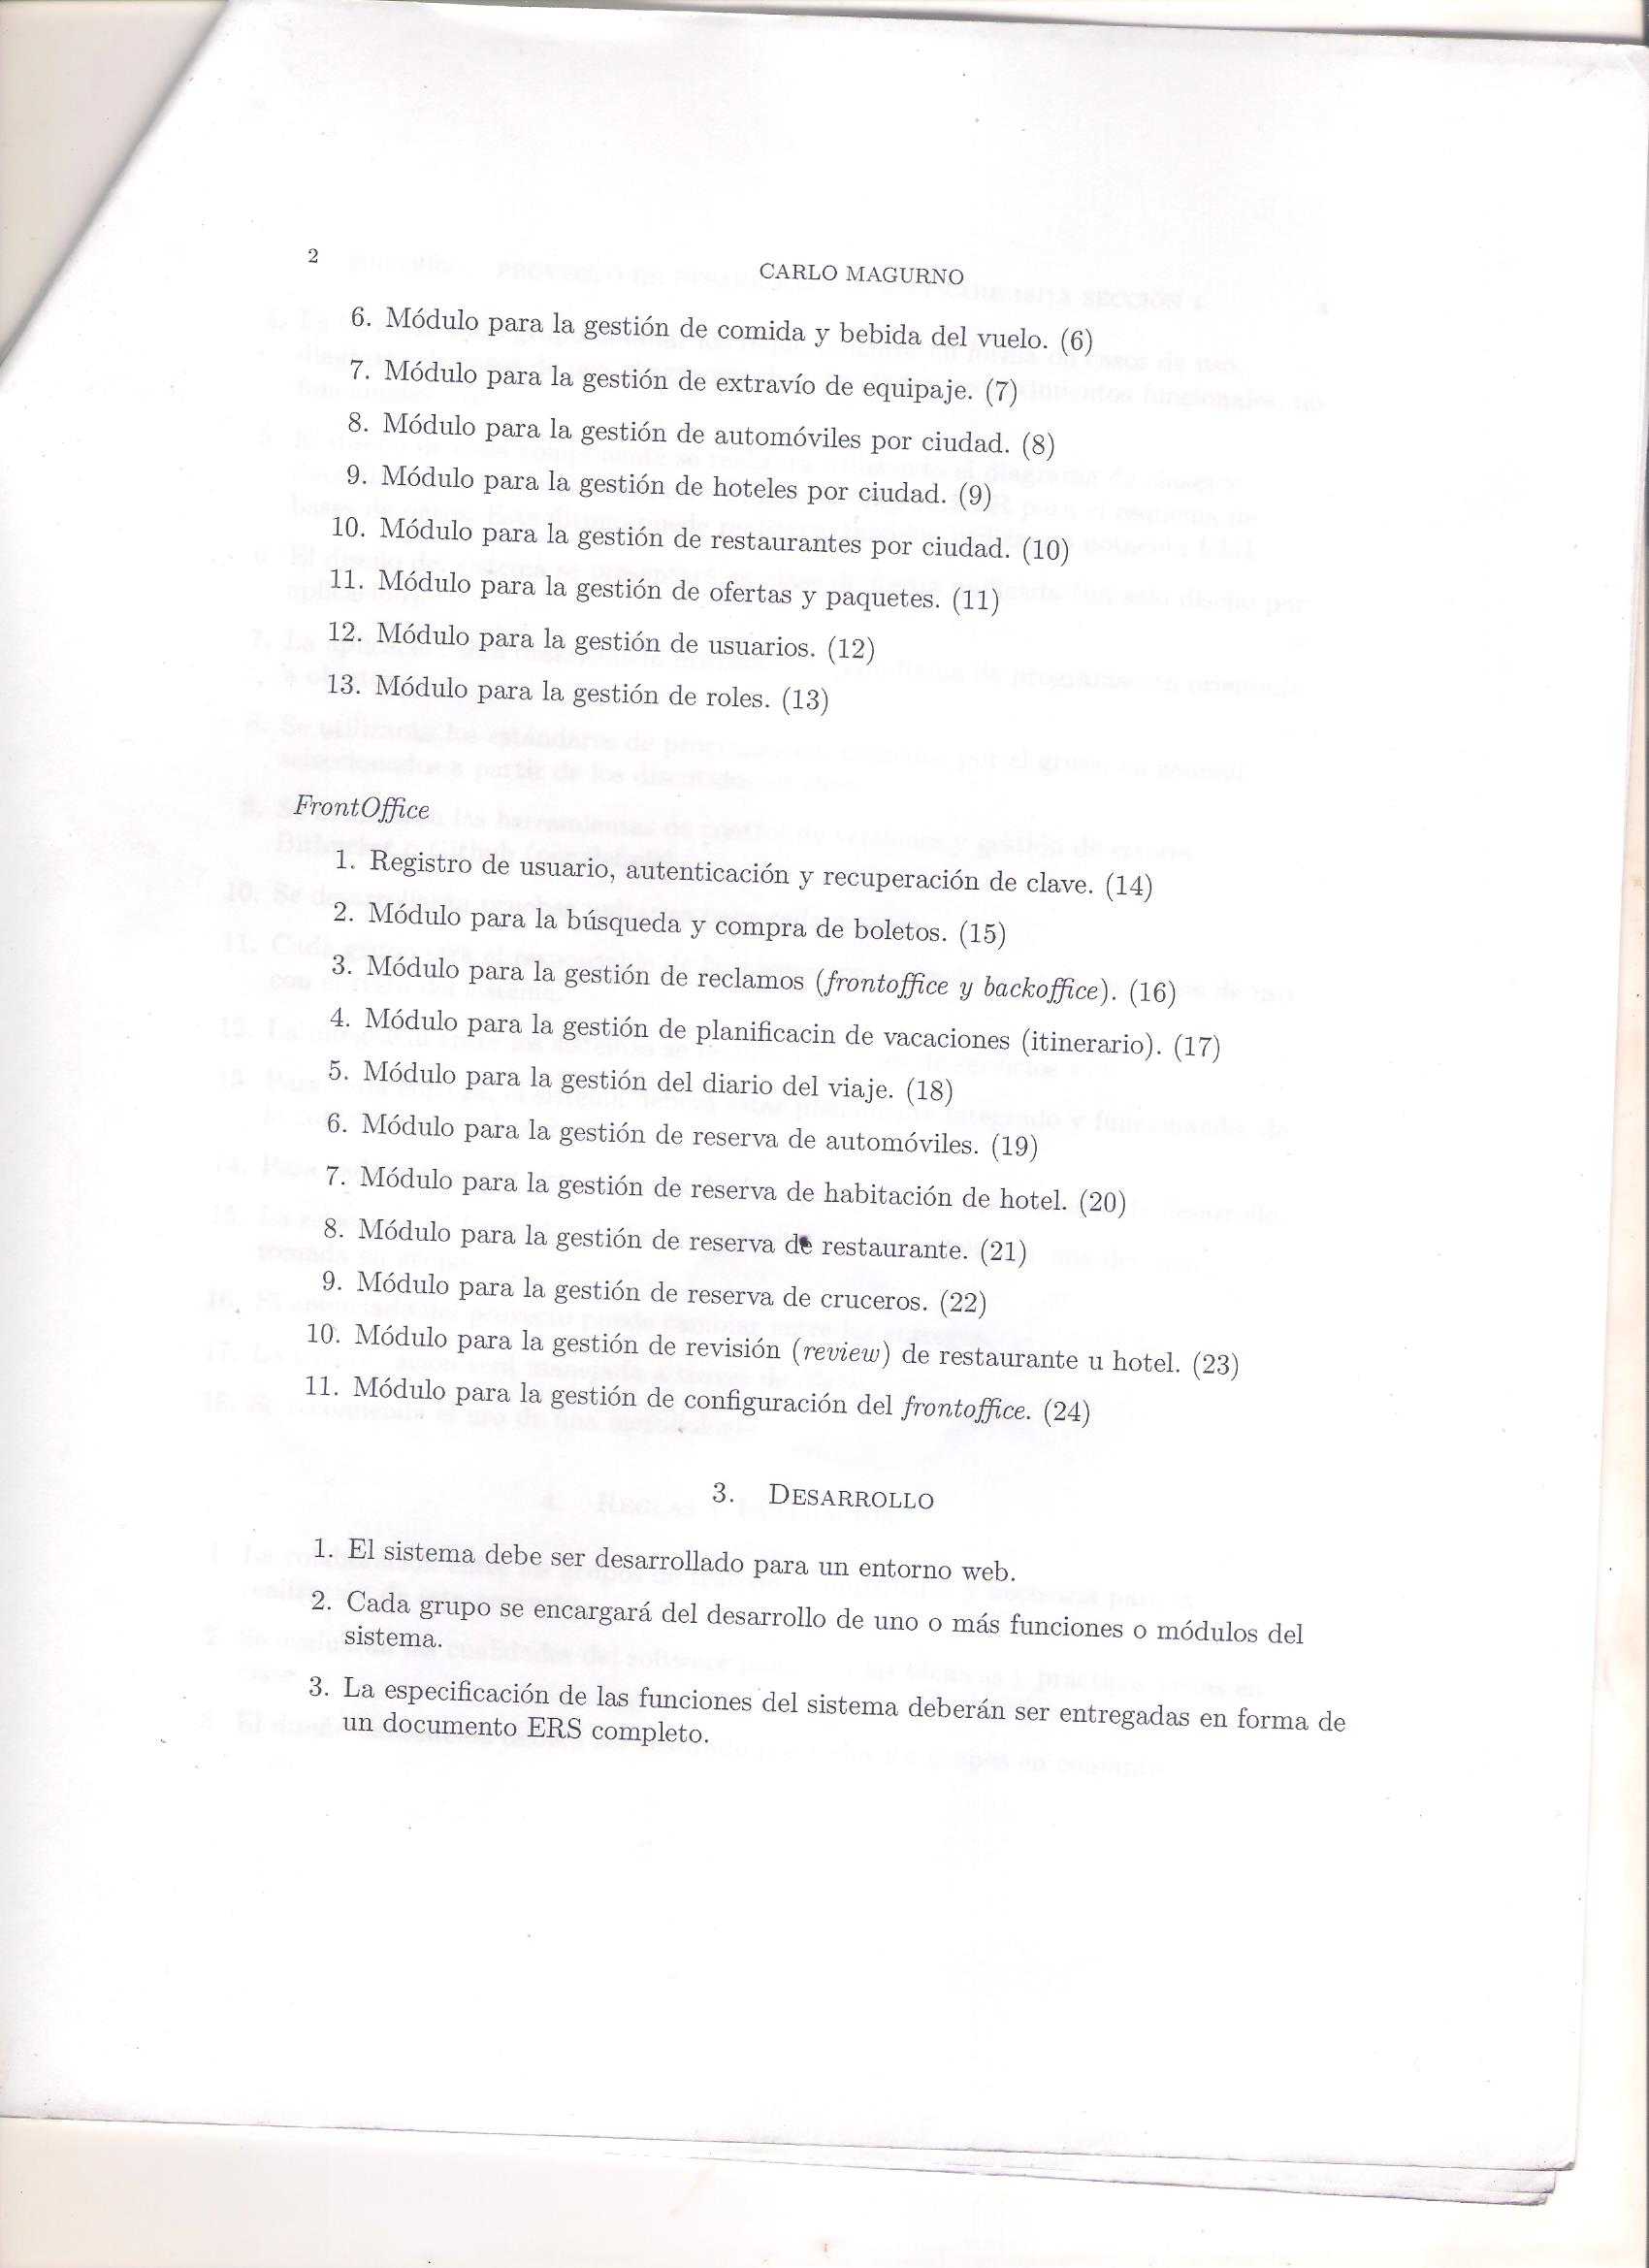 2
CARLO MAGURNO
6. Módulo para la gestión de comida y bebida del vuelo. (6)
7. Módulo para la gestión de extravío de equipaje. (7)
8. Módulo para la gestión de automóviles por ciudad. (8)
9. Módulo para la gestión de hoteles por ciudad. (9)
10. Módulo para la gestión de restaurantes por ciudad. (10)
11. Módulo para la gestión de ofertas y paquetes. (11)
12. Módulo para la gestión de usuarios. (12)
13. Módulo para la gestión de roles. (13)
FrontOffice
1. Registro de usuario, autenticación y recuperación de clave. (14)
2. Módulo para la búsqueda y compra de boletos. (15)
3. Módulo para la gestión de reclamos (frontoffice y backoffice). (16)
4. Módulo para la gestión de planificacin de vacaciones (itinerario). (17)
5. Módulo para la gestión del diario del viaje. (18)
6. Módulo para la gestión de reserva de automóviles. (19)
7. Módulo para la gestión de reserva de habitación de hotel. (20)
8. Módulo para la gestión de reserva de restaurante. (21)
9. Módulo para la gestión de reserva de cruceros. (22)
10. Módulo para la gestión de revisión (review) de restaurante u hotel. (23)
11. Módulo para la gestión de configuración del frontoffice. (24)
3. DESARROLLO
1. El sistema debe ser desarrollado para un entorno web.
2. Cada grupo se encargará del desarrollo de uno o más funciones o módulos del
sistema.
3. La especificación de las funciones del sistema deberán ser entregadas en forma de
un documento ERS completo.